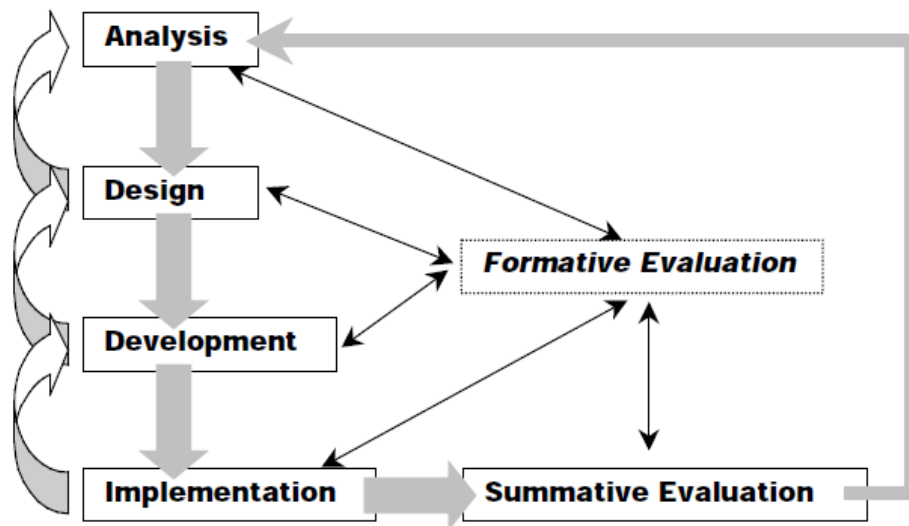 Analysis
Design
Formative Evaluation
Development
Implementation
Summative Evaluation